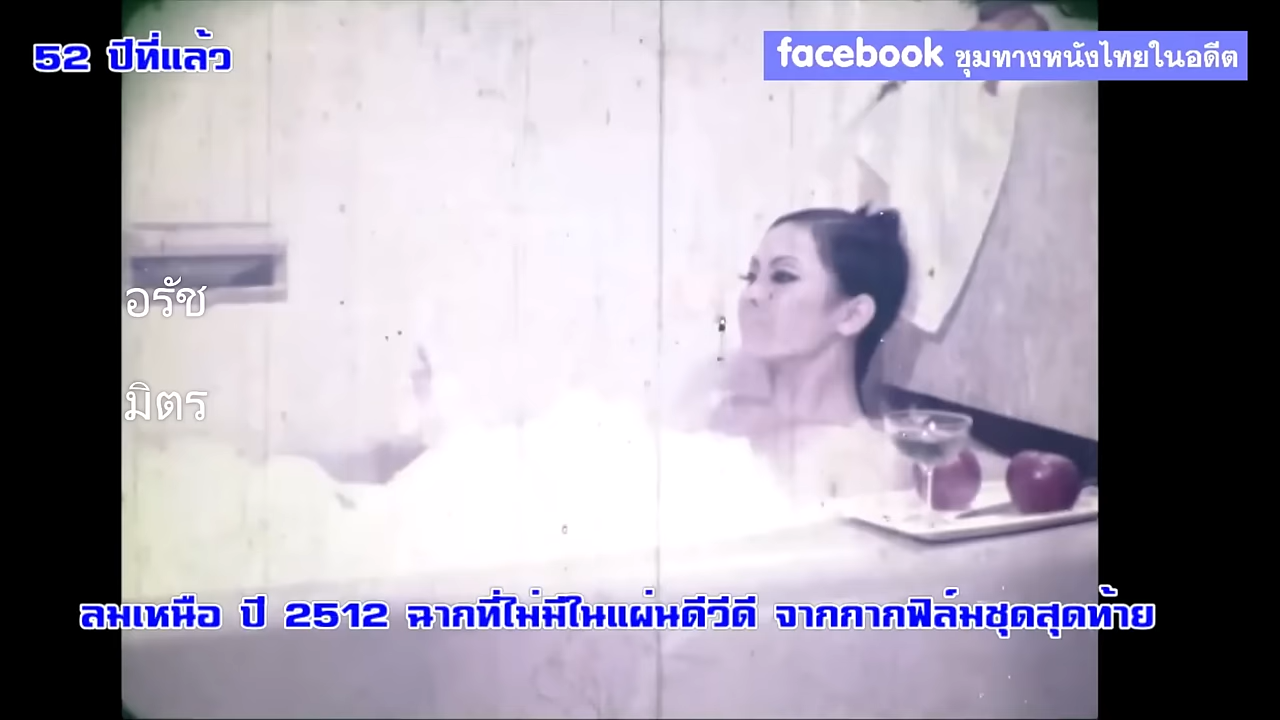 52 ปีที่แล้ว
facebook ขุมทางหนังไทยในอดีต
อรัช
มิตร
ลมเหนือ ปี 2512 ฉากที่ไม่มีในแผ่นดีวีดี จากกากฟิล์มชุดสุดท้าย